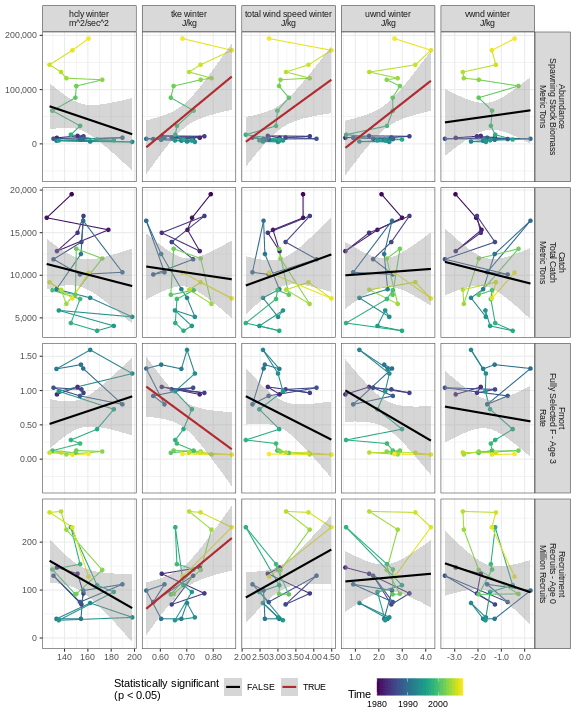 hcly winter
m^2/sec^2
tke winter
J/kg
total wind speed winter
J/kg
uwnd winter
J/kg
vwnd winter
J/kg
200,000
100,000
0
Abundance
Spawning Stock Biomass
Metric Tons
20,000
15,000
10,000
5,000
Catch
Total Catch
Metric Tons
1.50
1.00
0.50
0.00
Fmort
Fully Selected F - Age 3
Rate
200
100
0
Recruitment
Recruits - Age 0
Million Recruits
140 160 180 200
0.60 0.70 0.80
2.00 2.50 3.00 3.50 4.00 4.50
1.0 2.0 3.0 4.0
-3.0 -2.0 -1.0 0.0
Statistically significant
(p < 0.05)
FALSE
TRUE
Time
1980 1990 2000